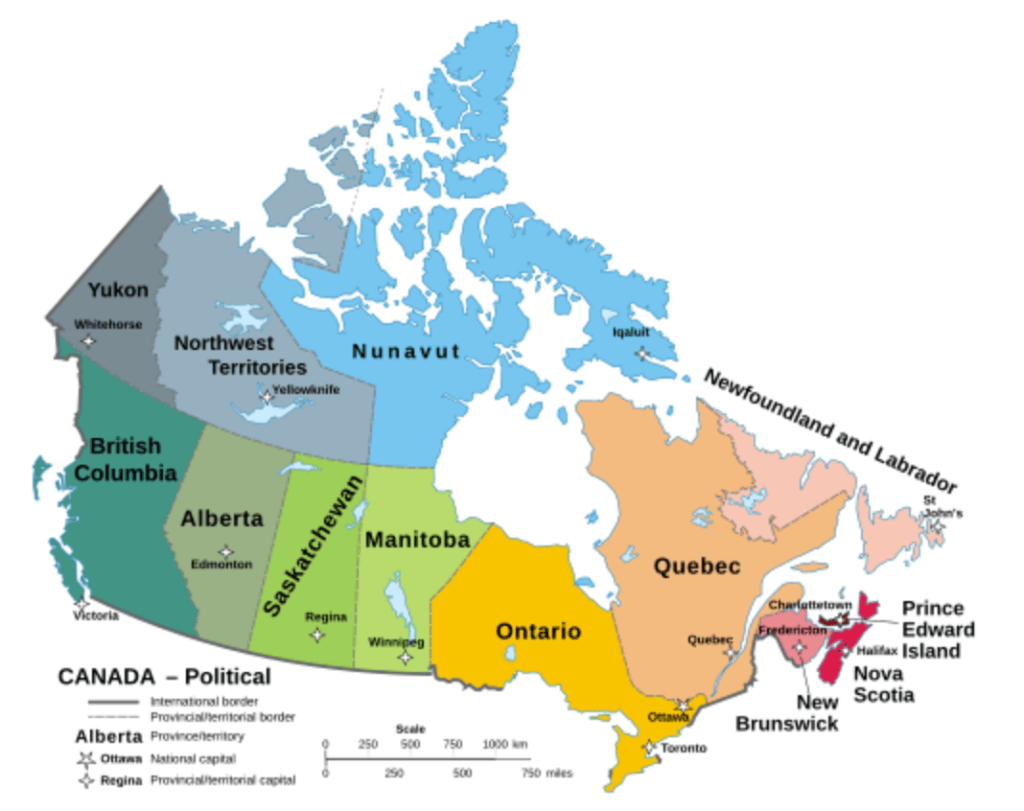 Yukon
Whitehorse
Northwest
Territories
Yellowknife
Nunavut
Iqaluit
Newfoundland and Labrador
St
John's
British
Columbia
Victoria
Alberta
Edmonton
Saskatchewan
Regina
Manitoba
Winnipeg
Ontario
Ottawa
Toronto
Quebec
Quebec
Charlottetown
Fredericton
Halifax
Prince
Edward
Island
Nova
Scotia
New
Brunswick
CANADA – Political
International border
Provincial/territorial border
Alberta Province/territory
Ottawa National capital
Regina Provincial/territorial capital
Scale
0 250 500 750 1000 km
0 250 500 750 miles